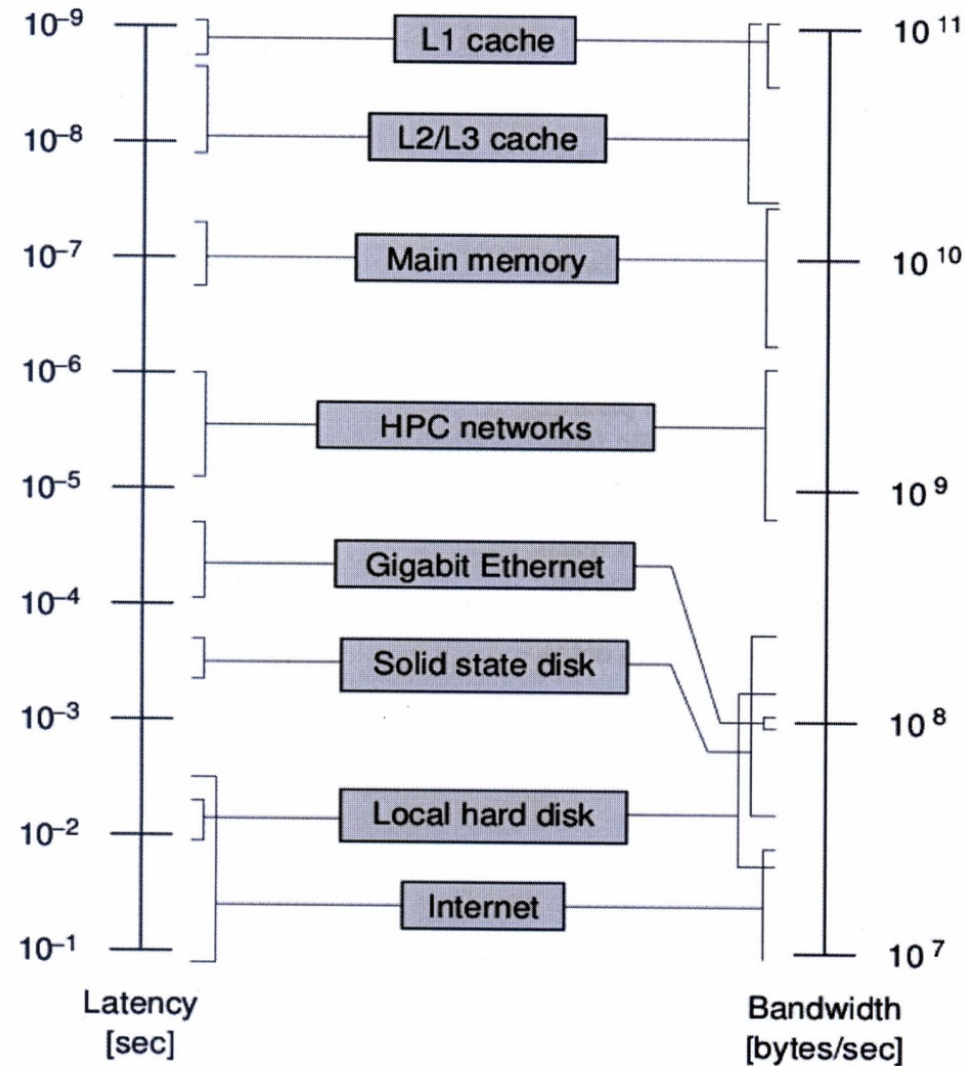 10⁻⁹ L1 cache 10¹¹
10⁻⁸ L2/L3 cache
10⁻⁷ Main memory 10¹⁰
10⁻⁶
HPC networks
10⁻⁵ 10⁹
Gigabit Ethernet
10⁻⁴
Solid state disk
10⁻³ 10⁸
Local hard disk
10⁻²
Internet
10⁻¹ 10⁷
Latency Bandwidth
[sec] [bytes/sec]